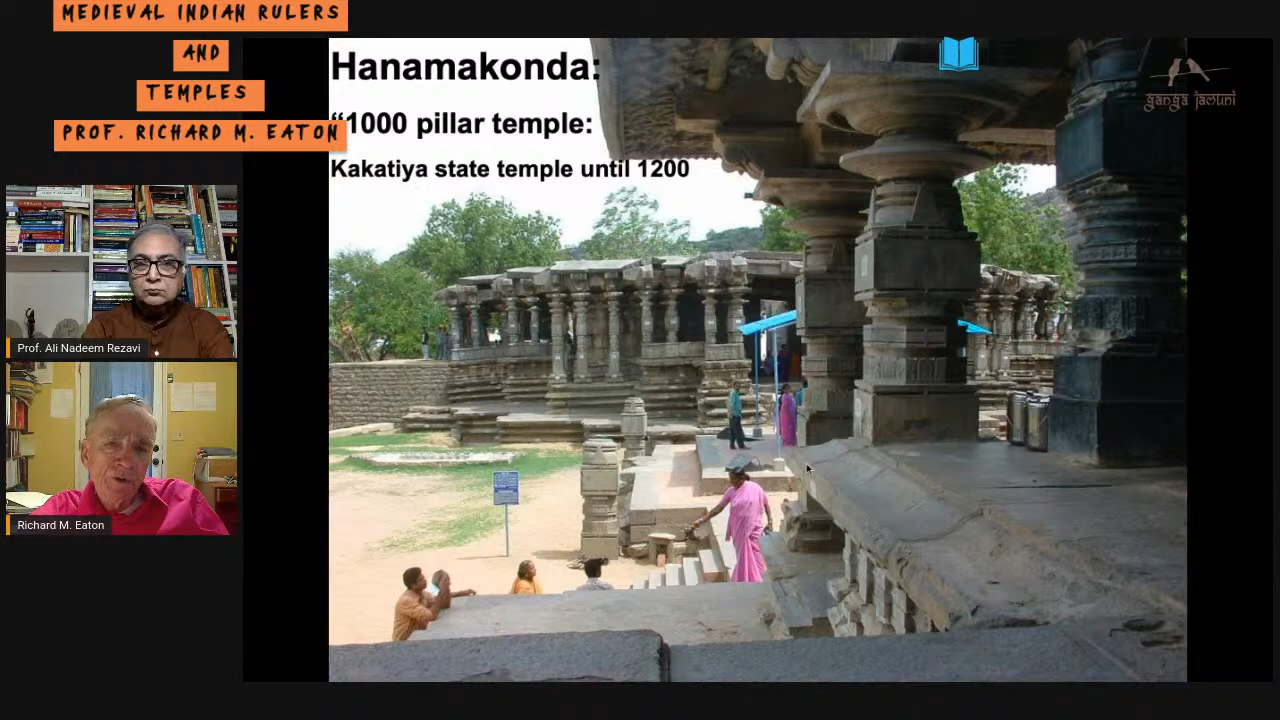 MEDIEVAL INDIAN RULERS
AND
TEMPLES
PROF. RICHARD M. EATON
Hanamakonda:
“1000 pillar temple:
Kakatiya state temple until 1200
ganga jamuni
Prof. Ali Nadeem Rezavi
Richard M. Eaton